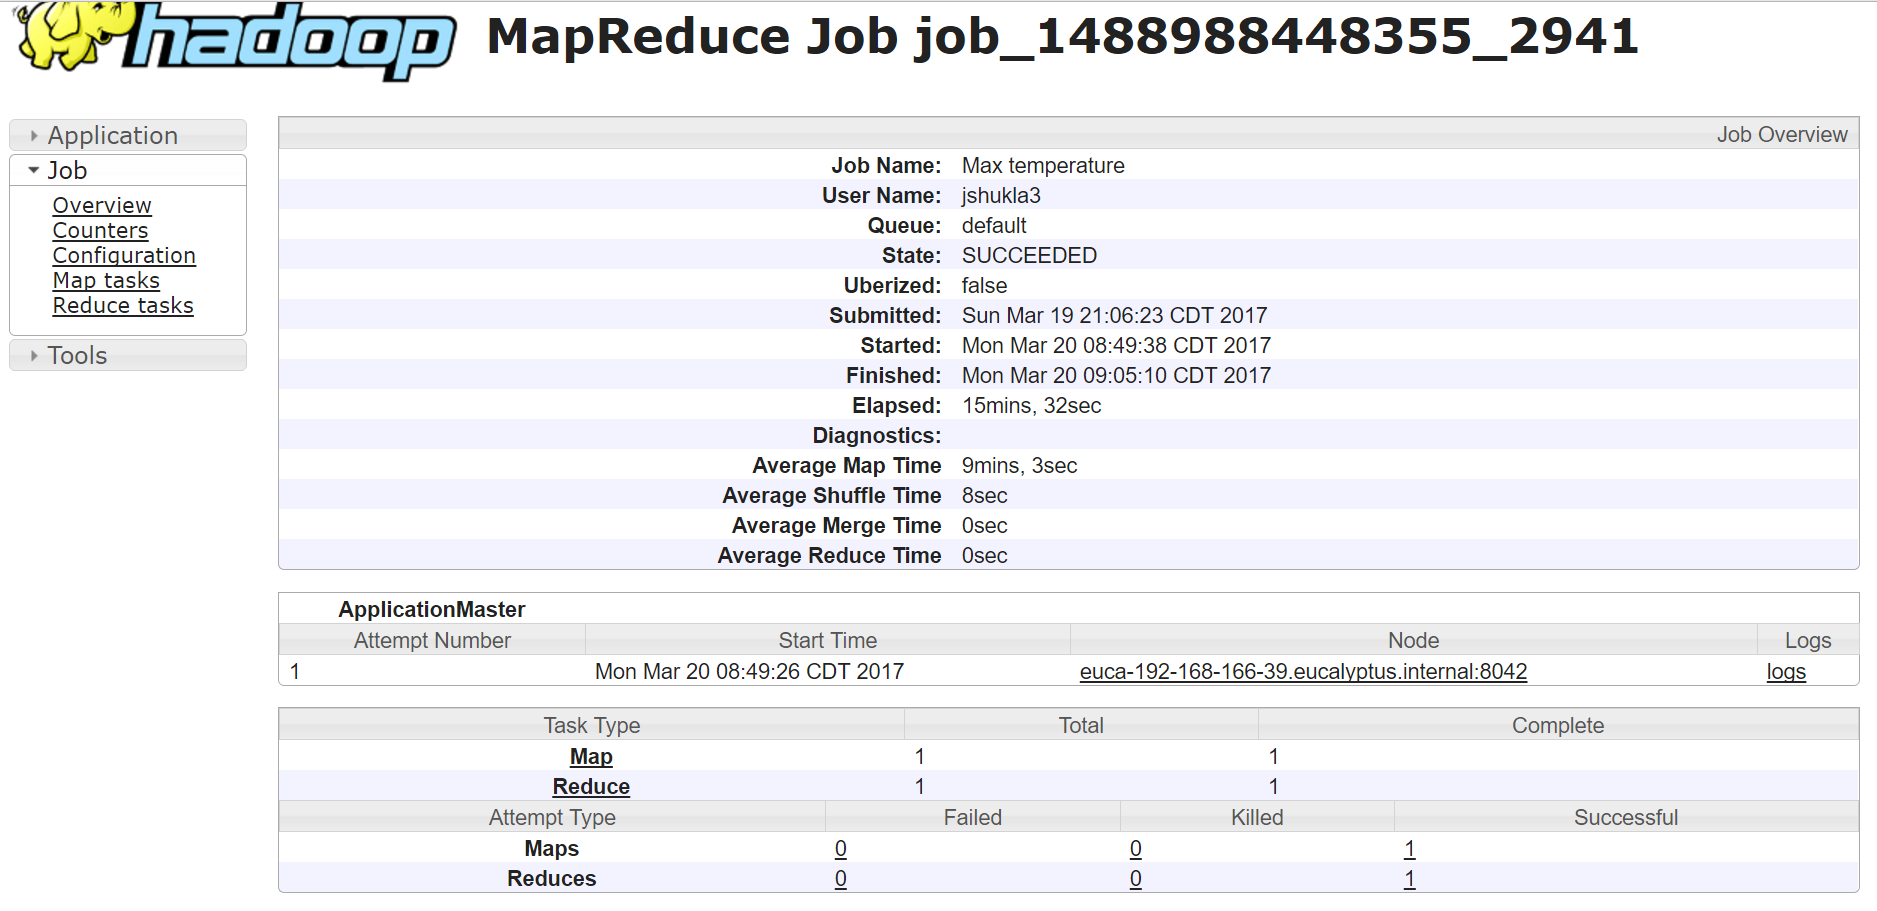 hadoop MapReduce Job job_1488988448355_2941
Application
Job
Overview
Counters
Configuration
Map tasks
Reduce tasks
Tools
Job Overview
Job Name: Max temperature
User Name: jshukla3
Queue: default
State: SUCCEEDED
Uberized: false
Submitted: Sun Mar 19 21:06:23 CDT 2017
Started: Mon Mar 20 08:49:38 CDT 2017
Finished: Mon Mar 20 09:05:10 CDT 2017
Elapsed: 15mins, 32sec
Diagnostics:
Average Map Time 9mins, 3sec
Average Shuffle Time 8sec
Average Merge Time 0sec
Average Reduce Time 0sec
ApplicationMaster
Attempt Number Start Time Node Logs
1 Mon Mar 20 08:49:26 CDT 2017 euca-192-168-166-39.eucalyptus.internal:8042 logs
Task Type Total Complete
Map 1 1
Reduce 1 1
Attempt Type Failed Killed Successful
Maps 0 0 1
Reduces 0 0 1